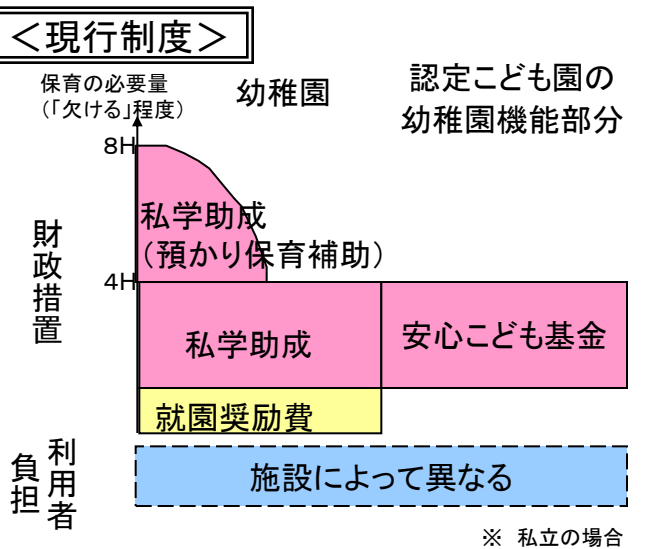 ＜現行制度＞
保育の必要量
（「欠ける」程度）
幼稚園
認定こども園の
幼稚園機能部分
8H
私学助成
（預かり保育補助）
財政措置
4H
私学助成
安心こども基金
就園奨励費
利用者
負担
施設によって異なる
※ 私立の場合